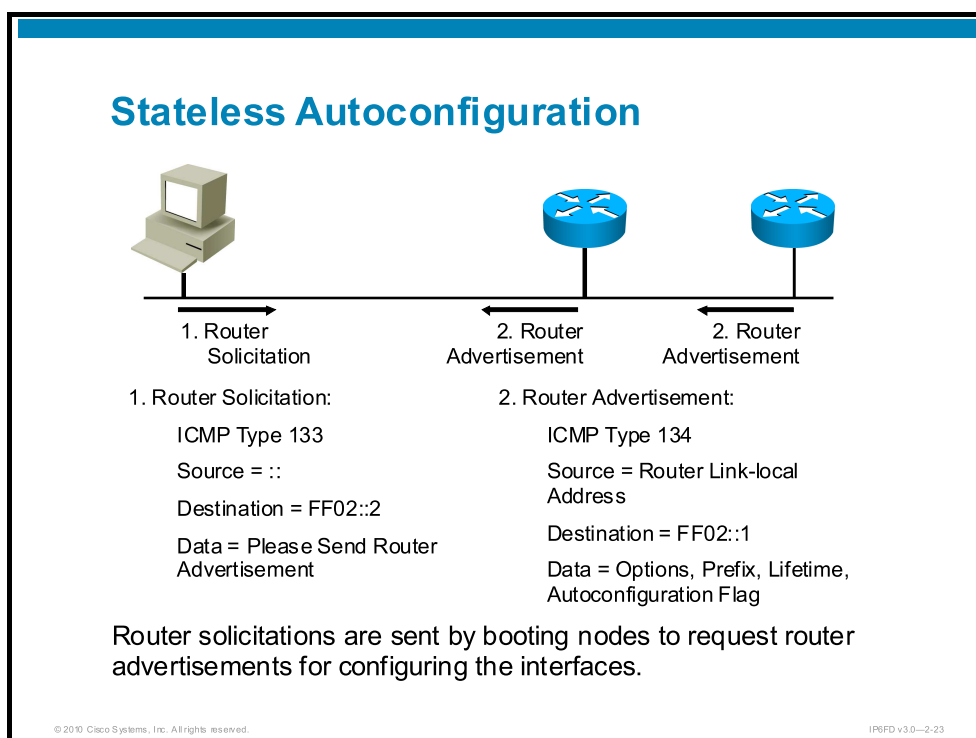 Stateless Autoconfiguration
1. Router
Solicitation
2. Router
Advertisement
2. Router
Advertisement
1. Router Solicitation:
ICMP Type 133
Source = ::
Destination = FF02::2
Data = Please Send Router
Advertisement
2. Router Advertisement:
ICMP Type 134
Source = Router Link-local
Address
Destination = FF02::1
Data = Options, Prefix, Lifetime,
Autoconfiguration Flag
Router solicitations are sent by booting nodes to request router
advertisements for configuring the interfaces.
© 2010 Cisco Systems, Inc. All rights reserved.
IP6FD v3.0—2-23